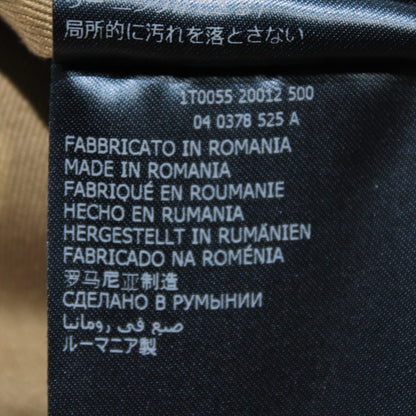 局所的に汚れを落とさない
1T0055 20012 500
04 0378 525 A
FABBRICATO IN ROMANIA
MADE IN ROMANIA
FABRIQUÉ EN ROUMANIE
HECHO EN RUMANIA
HERGESTELLT IN RUMÄNIEN
FABRICADO NA ROMÉNIA
罗马尼亚制造
СДЕЛАНО В РУМЫНИИ
صنع في رومانيا
ルーマニア製